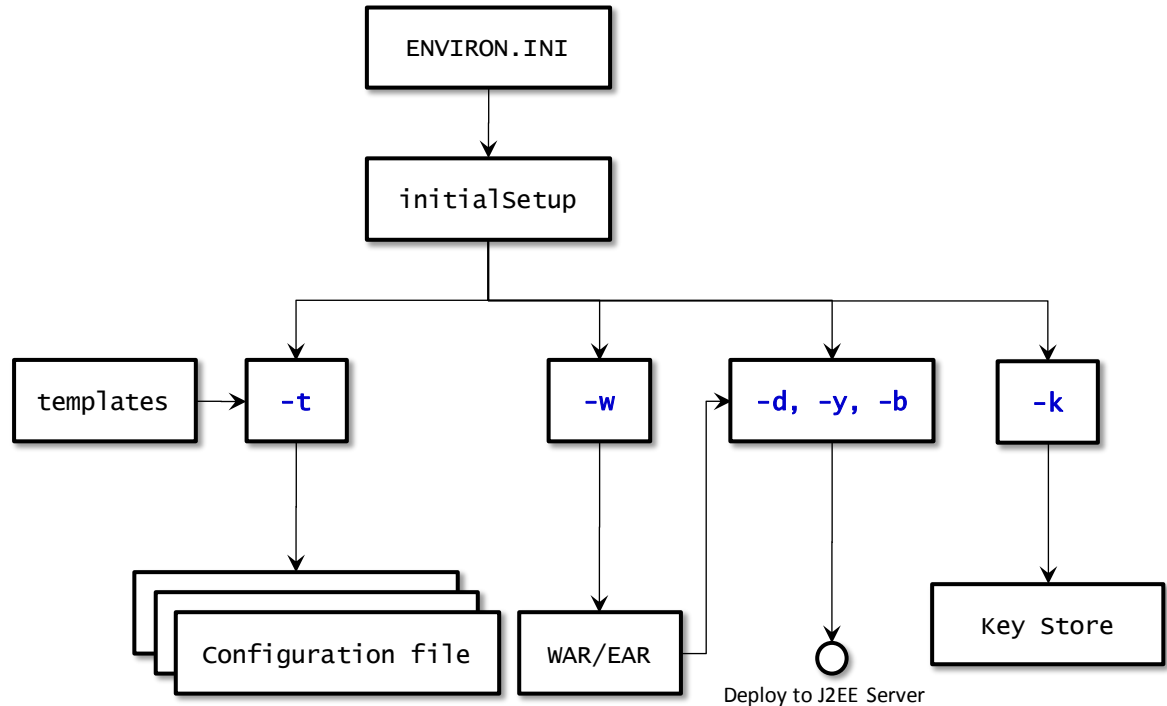 ENVIRON.INI
initialSetup
templates
-t
-w
-d, -y, -b
-k
Configuration file
WAR/EAR
Key Store
Deploy to J2EE Server